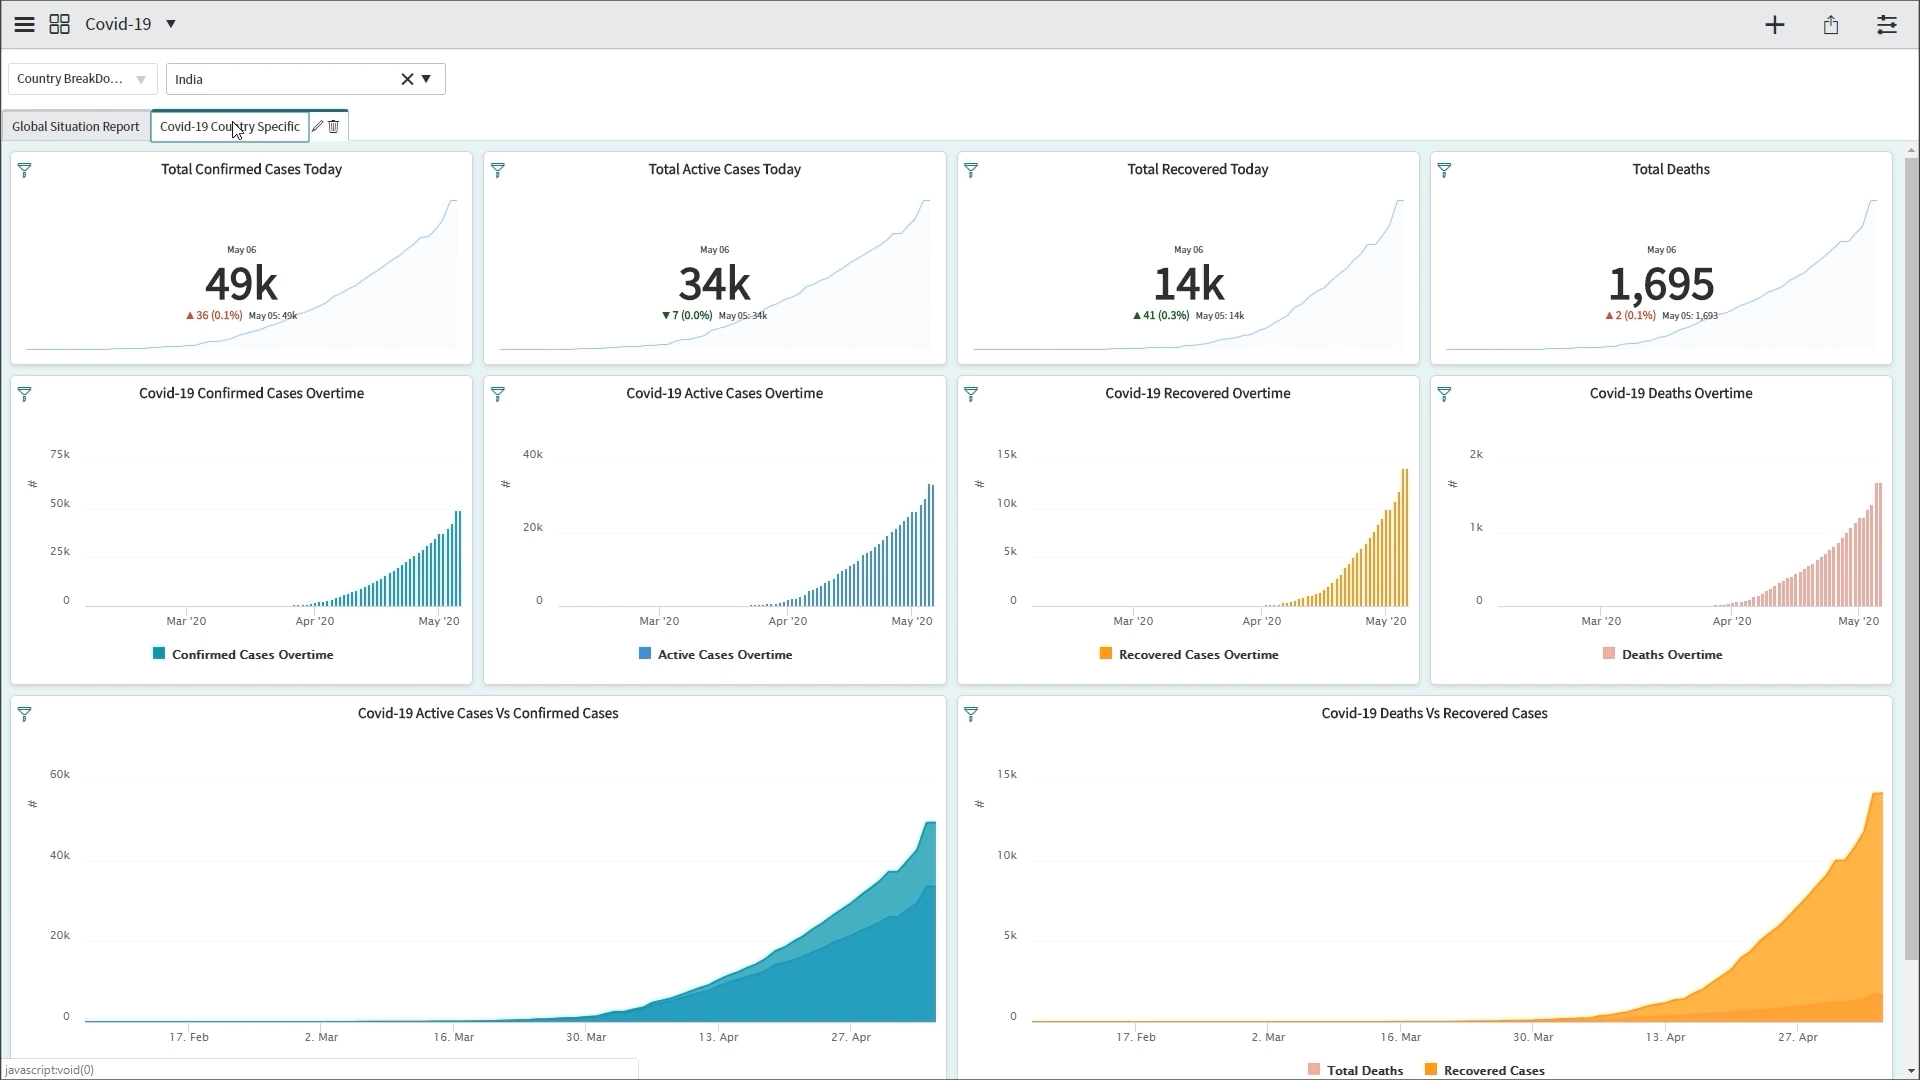 Covid-19
Country BreakDo...
India
Global Situation Report
Covid-19 Country Specific
Total Confirmed Cases Today
May 06
49k
▲36 (0.1%) May 05: 49k
Total Active Cases Today
May 06
34k
▼7 (0.0%) May 05: 34k
Total Recovered Today
May 06
14k
▲41 (0.3%) May 05: 14k
Total Deaths
May 06
1,695
▲2 (0.1%) May 05: 1,693
Covid-19 Confirmed Cases Overtime
75k
#
50k
25k
0
Mar '20 Apr '20 May '20
Confirmed Cases Overtime
Covid-19 Active Cases Overtime
40k
#
20k
0
Mar '20 Apr '20 May '20
Active Cases Overtime
Covid-19 Recovered Overtime
15k
#
10k
5k
0
Mar '20 Apr '20 May '20
Recovered Cases Overtime
Covid-19 Deaths Overtime
2k
#
1k
0
Mar '20 Apr '20 May '20
Deaths Overtime
Covid-19 Active Cases Vs Confirmed Cases
60k
#
40k
20k
0
17. Feb 2. Mar 16. Mar 30. Mar 13. Apr 27. Apr
Covid-19 Deaths Vs Recovered Cases
15k
#
10k
5k
0
17. Feb 2. Mar 16. Mar 30. Mar 13. Apr 27. Apr
Total Deaths Recovered Cases
javascript:void(0)